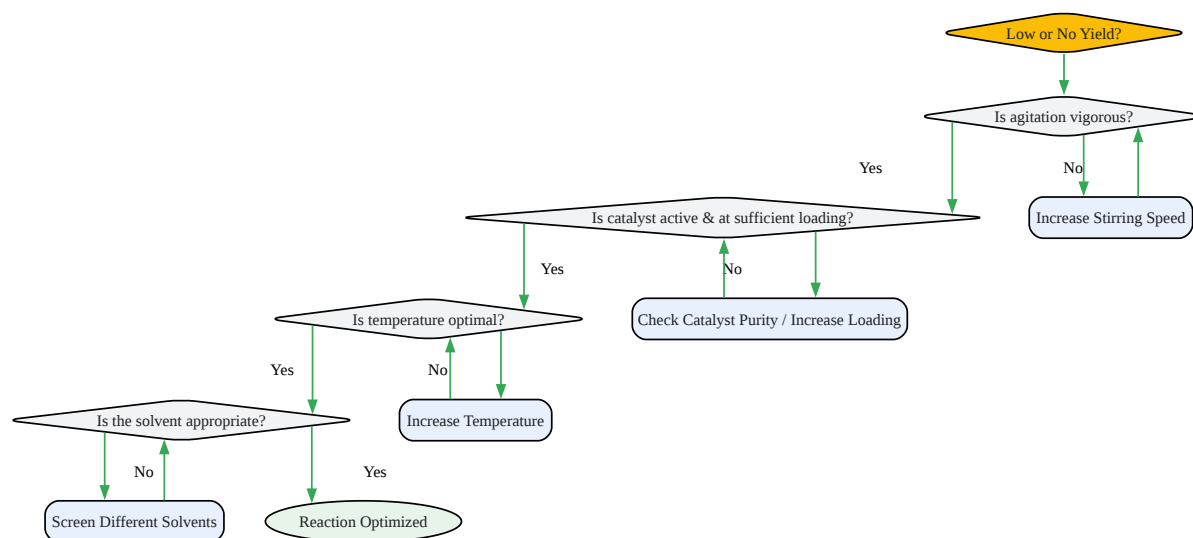 Low or No Yield?
Is agitation vigorous?
Yes
No
Is catalyst active & at sufficient loading?
Increase Stirring Speed
Yes
No
Is temperature optimal?
Check Catalyst Purity / Increase Loading
Yes
No
Is the solvent appropriate?
Increase Temperature
No
Yes
Screen Different Solvents
Reaction Optimized